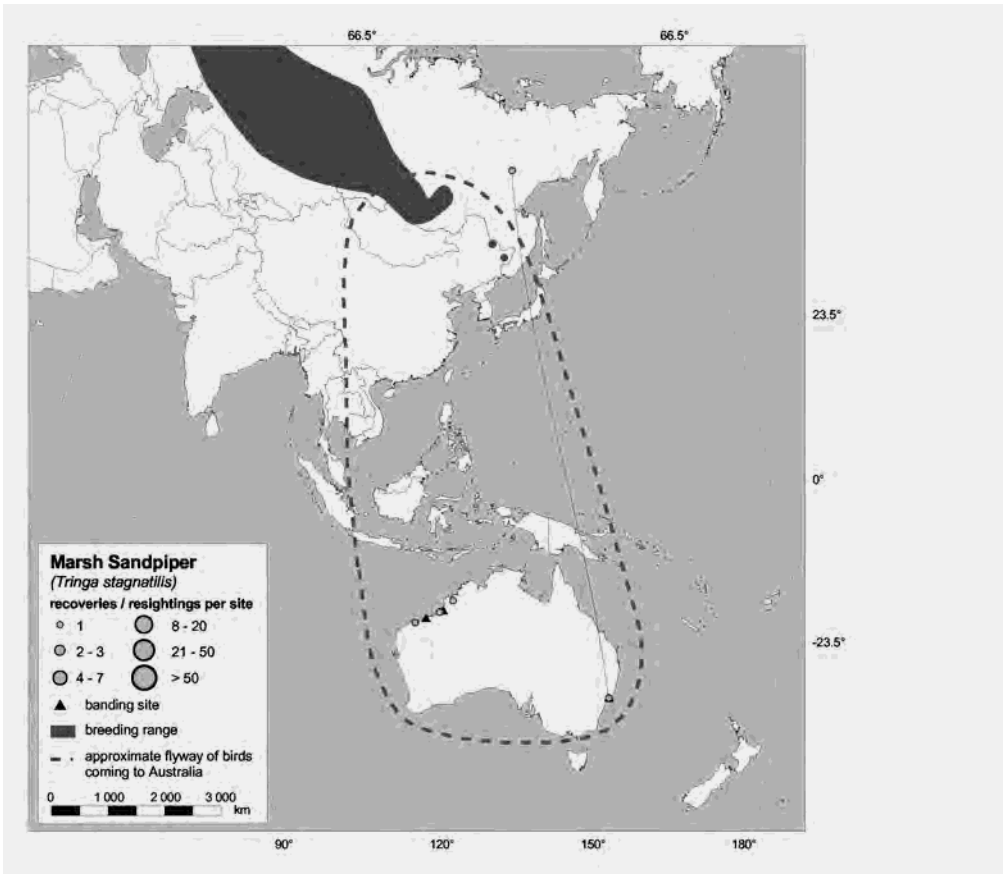 66.5° 66.5°
23.5°
0°
-23.5°
Marsh Sandpiper
(Tringa stagnatilis)
recoveries / resightings per site
1 8 - 20
2 - 3 21 - 50
4 - 7 > 50
banding site
breeding range
approximate flyway of birds
coming to Australia
0 1 000 2 000 3 000
km
90° 120° 150° 180°